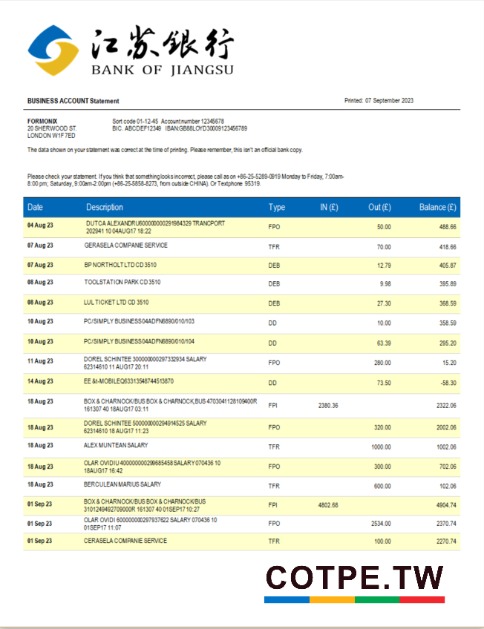 江苏银行
BANK OF JIANGSU
BUSINESS ACCOUNT Statement
Printed: 07 September 2023
FORMONIX
20 SHERWOOD ST.
LONDON W1F 7ED
Sort code 01-12-45 Account number 12345678
BIC: ABCDEF12349 IBAN:GB88LOYD30009123456789
The data shown on your statement was correct at the time of printing. Please remember, this isn't an official bank copy.
Please check your statement. If you think that something looks incorrect, please call as on +86-25-5289-0919 Monday to Friday, 7:00am-
8:00 pm, Saturday, 9:00am-2:00pm (+86-25-5858-8273, from outside CHINA). Or Textphone 95319.
Date Description Type IN (£) Out (£) Balance (£)
04 Aug 23 DUTCA ALEXANDRU 600000000291964329 TRANCPORT FPO 50.00 488.66
202941 10 04AUG17 18:22
07 Aug 23 GERASELA COMPANIE SERVICE TFR 70.00 418.66
07 Aug 23 BP NORTHOLT LTD CD 3510 DEB 12.79 405.87
08 Aug 23 TOOLSTATION PARK CD 3510 DEB 9.98 395.89
08 Aug 23 LUL TICKET LTD CD 3510 DEB 27.30 368.59
10 Aug 23 PC/SIMPLY BUSINESS 04ADFN6890/010/103 DD 10.00 358.59
10 Aug 23 PC/SIMPLY BUSINESS 04ADFN6890/010/104 DD 63.39 295.20
11 Aug 23 DOREL SCHINTEE 300000000297332934 SALARY FPO 280.00 15.20
62314610 11 AUG17 20:11
14 Aug 23 EE &t-MOBILE Q63313546744513870 DD 73.50 -58.30
18 Aug 23 BOX & CHARNOCK/BUS BOX & CHARNOCK,BUS 4703041128109400R FPI 2380.36 2322.06
161307 40 18AUG17 03:11
18 Aug 23 DOREL SCHINTEE 500000000294914525 SALARY FPO 320.00 2002.06
62314610 18 AUG17 11:23
18 Aug 23 ALEX MUNTEAN SALARY TFR 1000.00 1002.06
18 Aug 23 OLAR OVIDIU 400000000299685458 SALARY 070436 10 FPO 300.00 702.06
18AUG17 16:42
18 Aug 23 BERCULEAN MARIUS SALARY TFR 600.00 102.06
01 Sep 23 BOX & CHARNOCK/BUS BOX & CHARNOCK/BUS FPI 4802.68 4904.74
3101249492709000R 161307 40 01SEP17 10:27
01 Sep 23 OLAR OVIDI 600000000297937622 SALARY 070436 10 FPO 2534.00 2370.74
01SEP17 11:07
01 Sep 23 CERASELA COMPANIE SERVICE TFR 100.00 2270.74
COTPE.TW